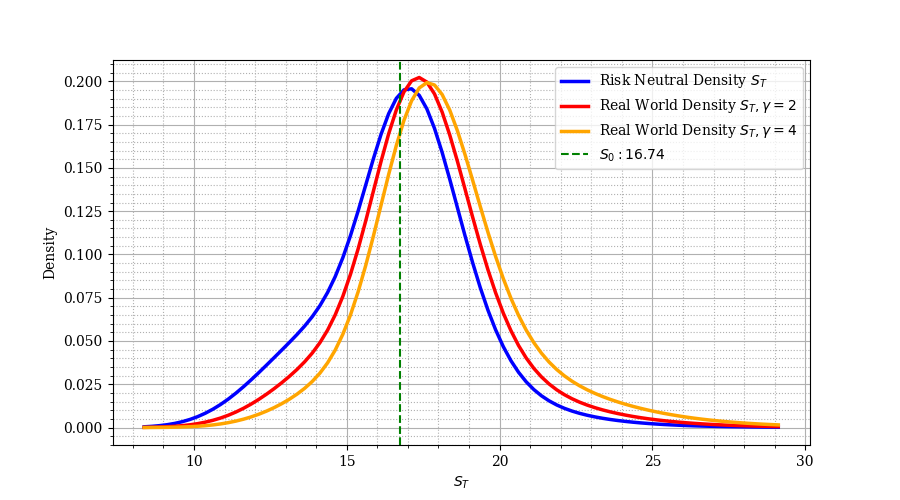 0.200
0.175
0.150
0.125
0.100
0.075
0.050
0.025
0.000
Density
Risk Neutral Density S_T
Real World Density S_T, γ = 2
Real World Density S_T, γ = 4
S_0 : 16.74
10 15 20 25 30
S_T